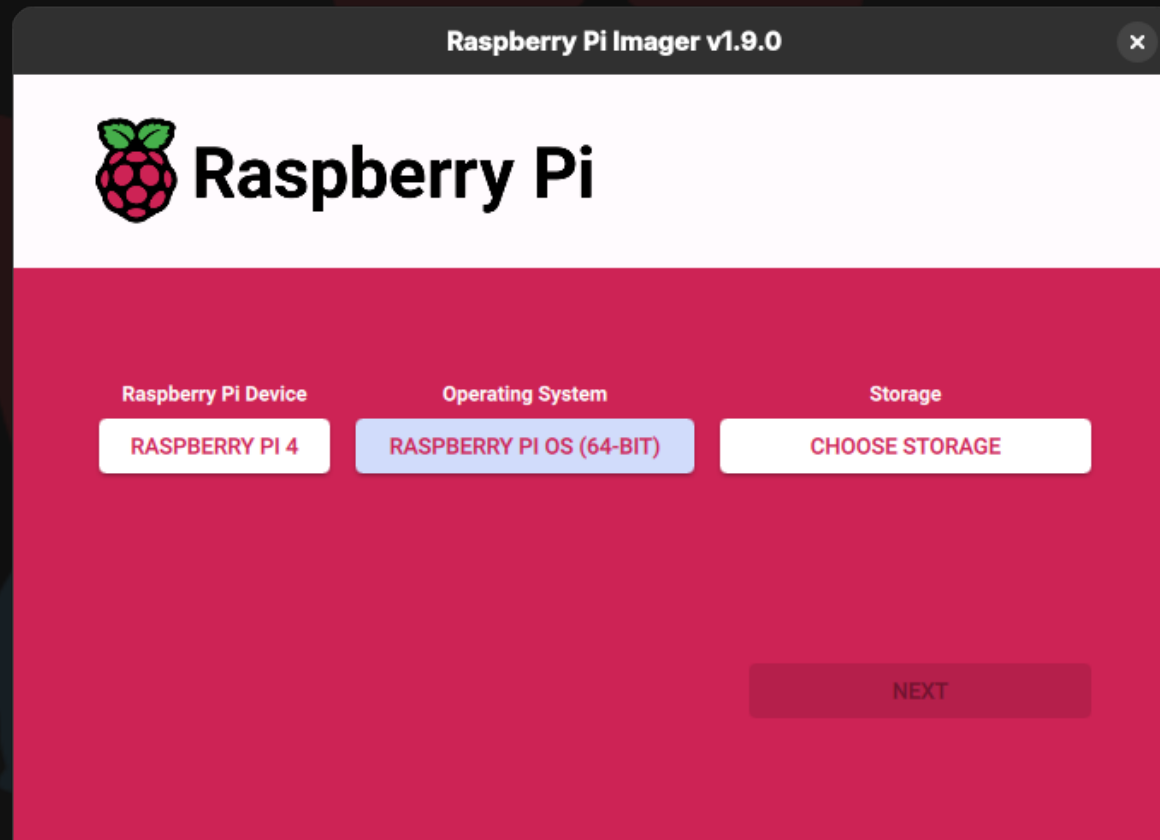 Raspberry Pi Imager v1.9.0
Raspberry Pi
Raspberry Pi Device
Operating System
Storage
RASPBERRY PI 4
RASPBERRY PI OS (64-BIT)
CHOOSE STORAGE
NEXT